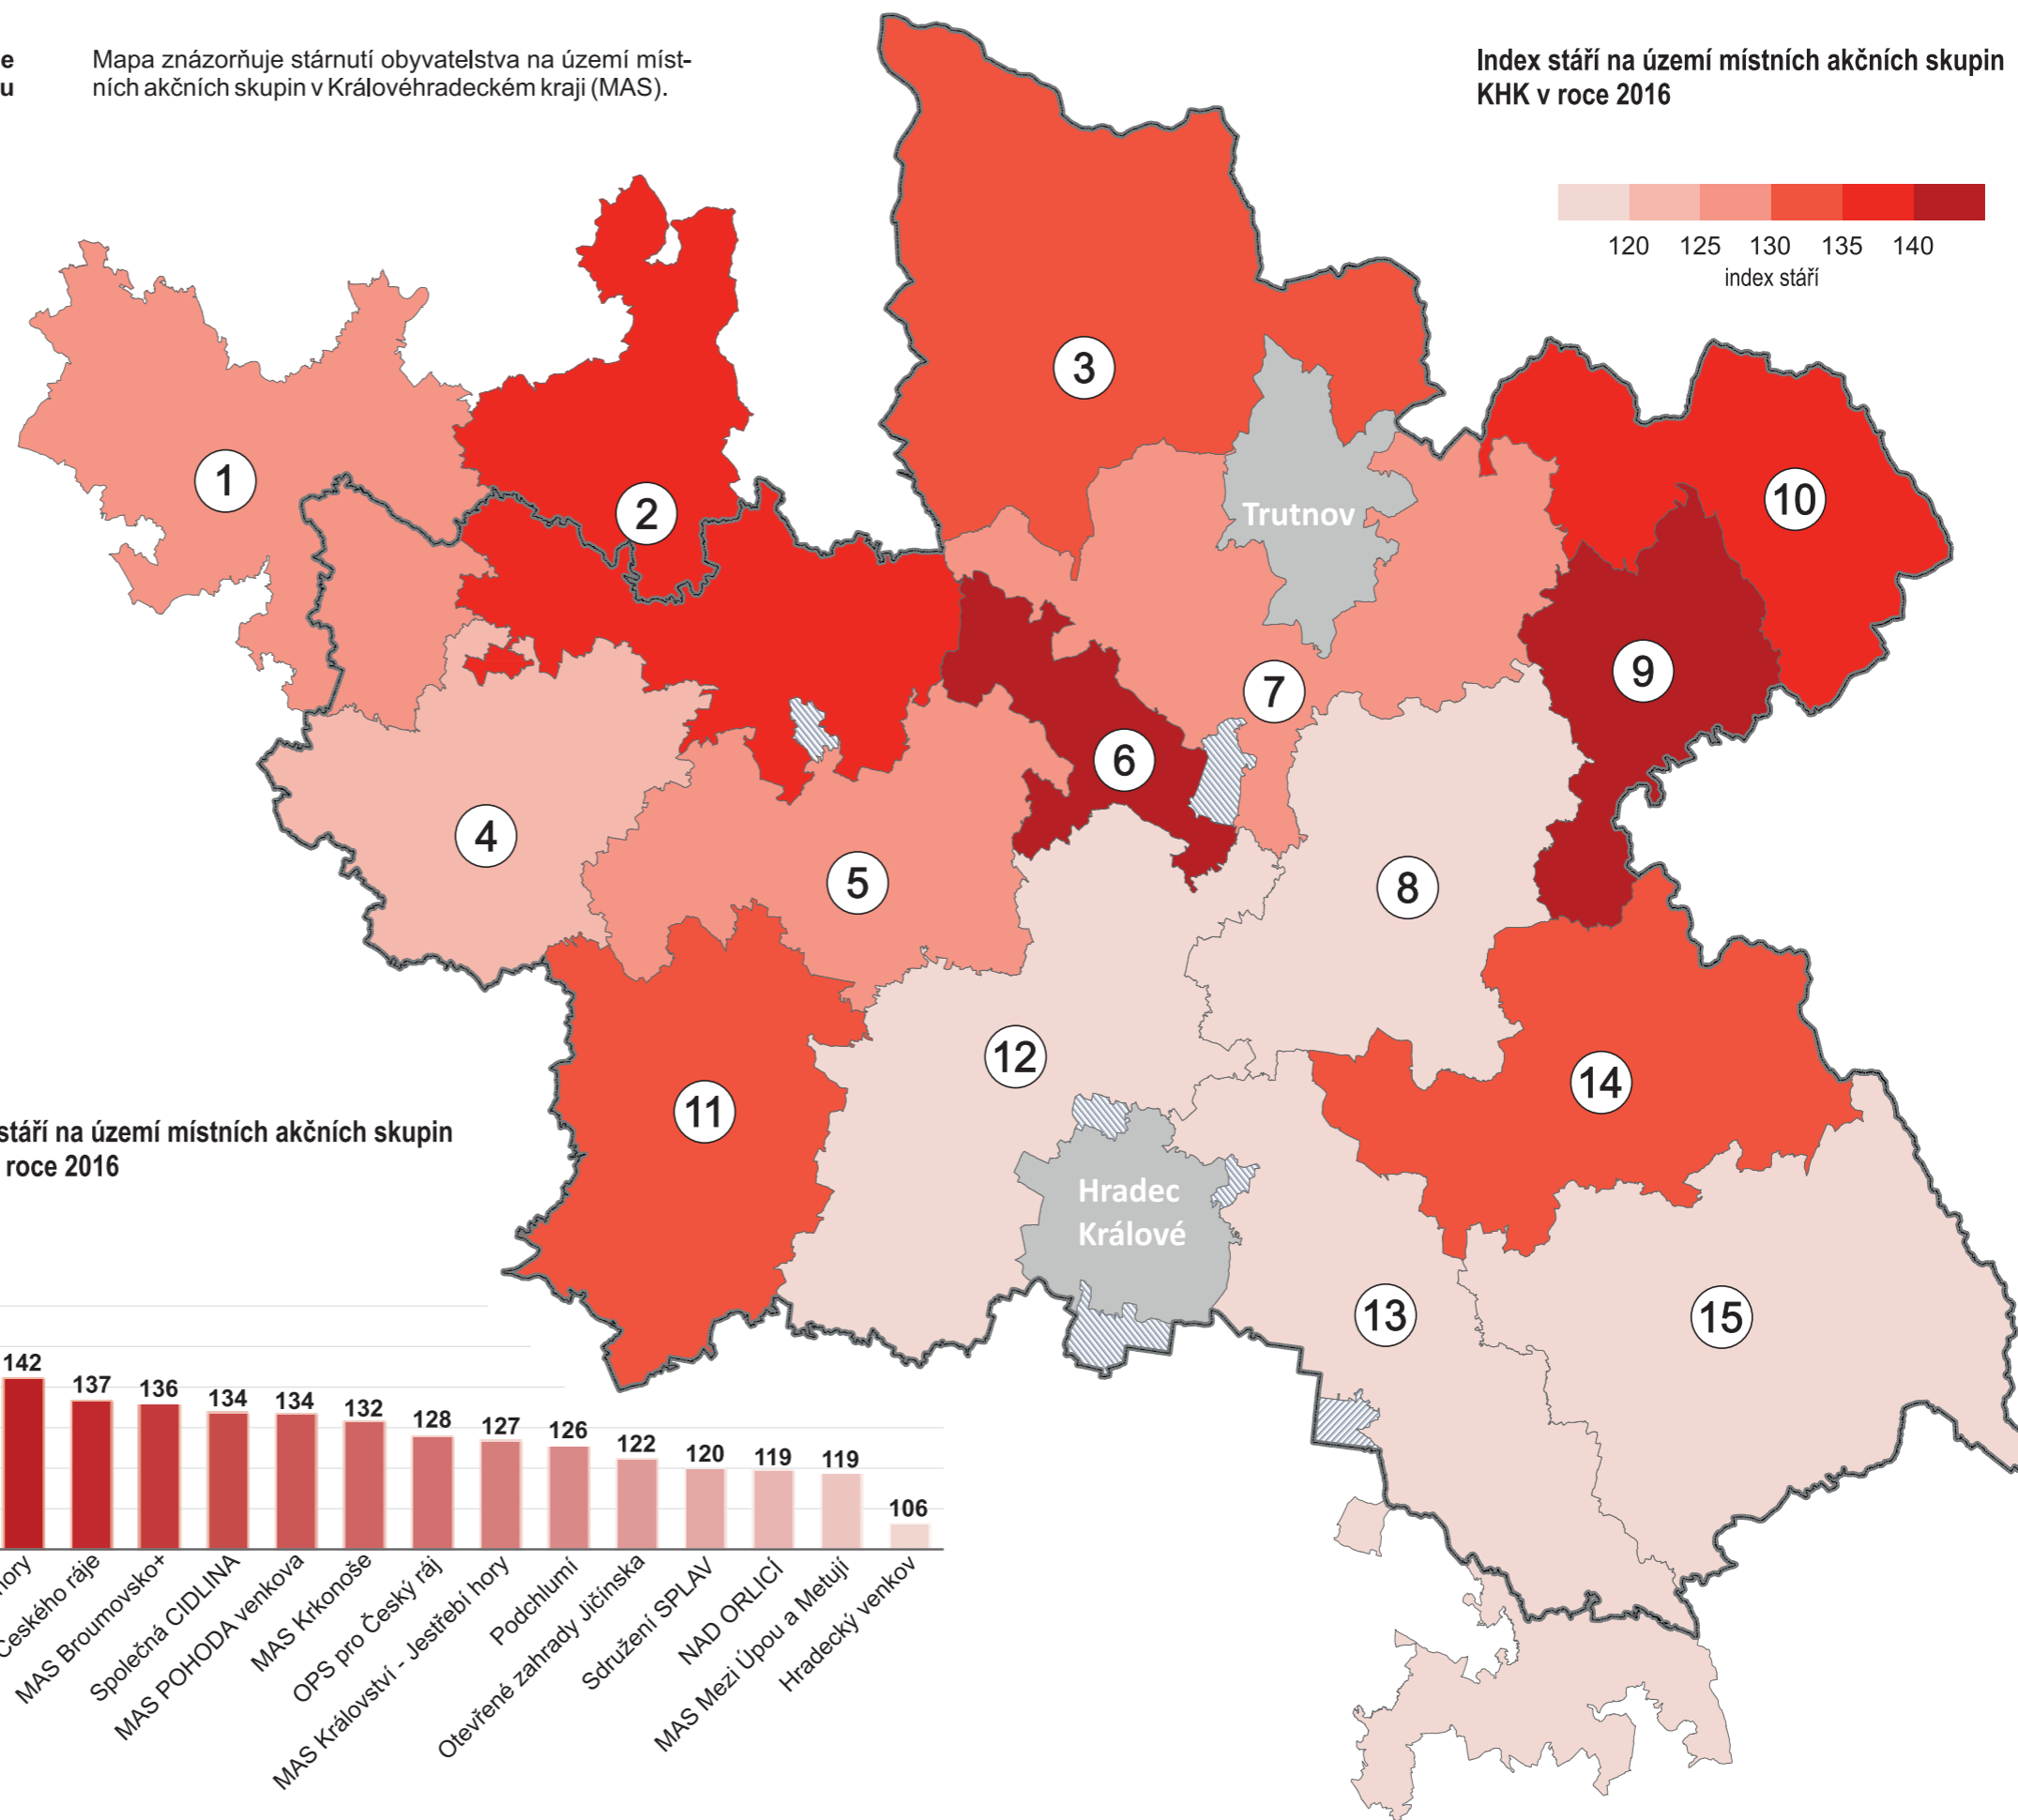 e
u
Mapa znázorňuje stárnutí obyvatelstva na území míst-
ních akčních skupin v Královéhradeckém kraji (MAS).
Index stáří na území místních akčních skupin
KHK v roce 2016
120 125 130 135 140
index stáří
1
2
3
Trutnov
10
9
7
6
4
5
8
12
14
11
Hradec
Králové
13
15
stáří na území místních akčních skupin
roce 2016
142 137 136 134 134 132 128 127 126 122 120 119 119 106
hory
Českého ráje
MAS Broumovsko+
Společná CIDLINA
MAS POHODA venkova
MAS Krkonoše
OPS pro Český ráj
MAS Království - Jestřebí hory
Podchlumí
Otevřené zahrady Jičínska
Sdružení SPLAV
NAD ORLICÍ
MAS Mezi Úpou a Metují
Hradecký venkov